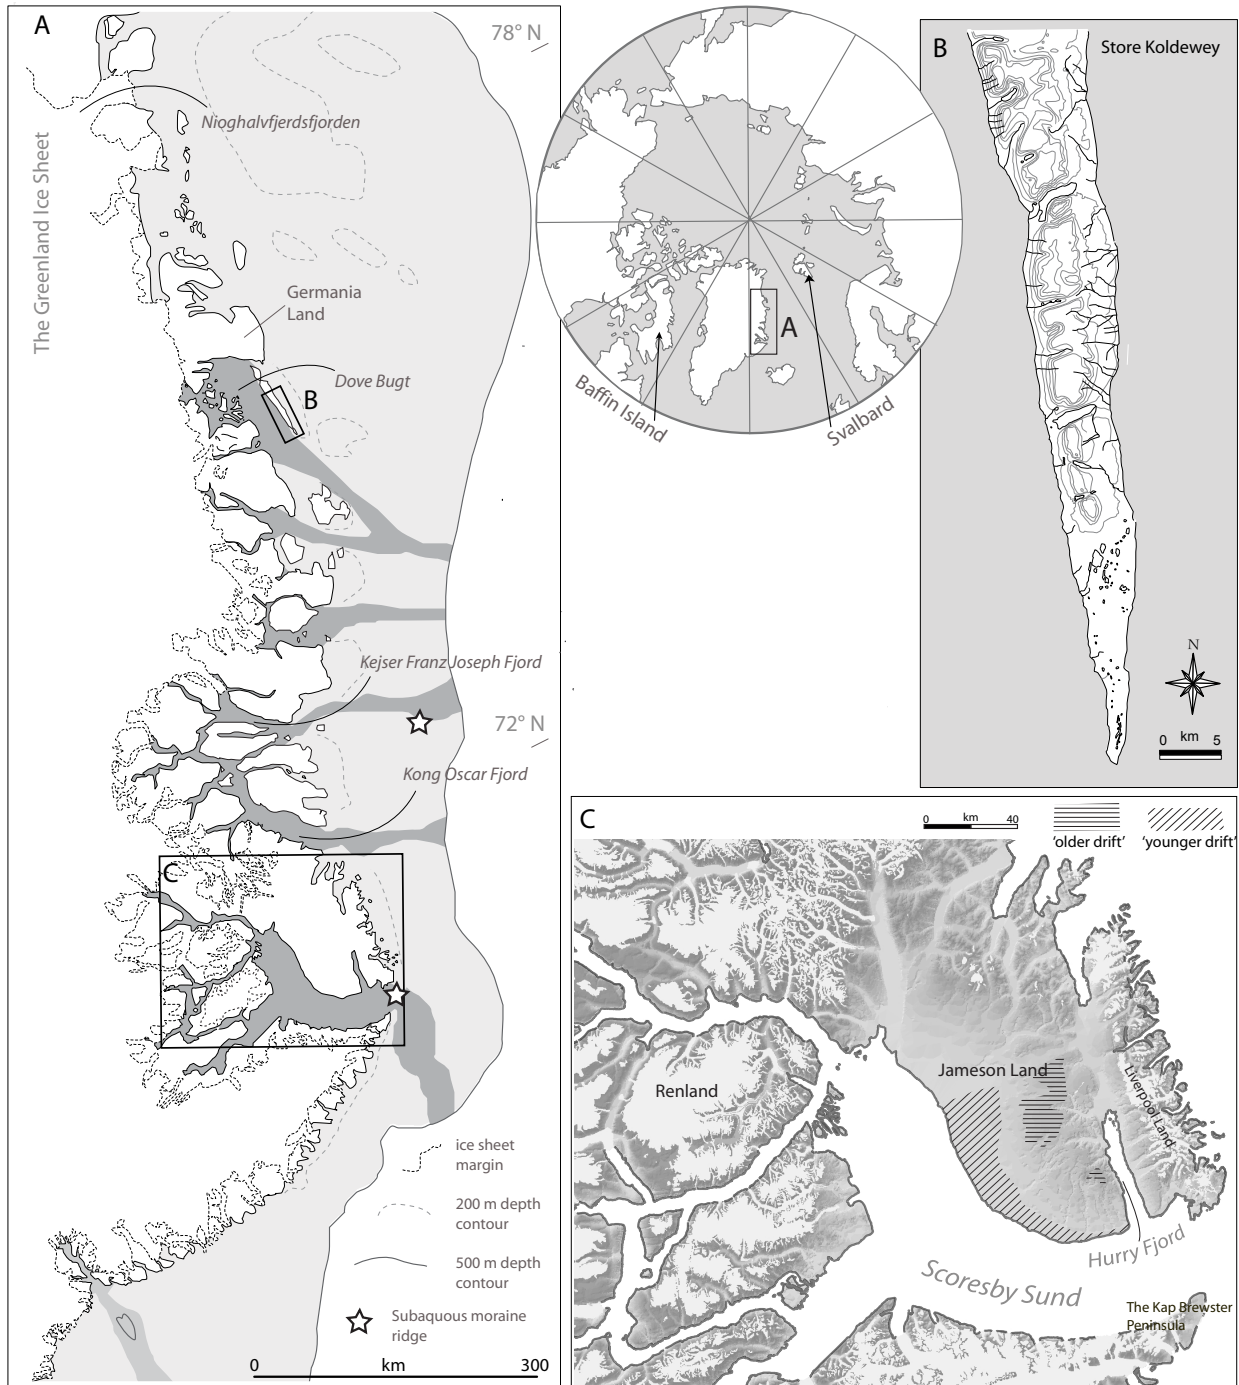 A
78° N
Nioghalvfjerdsfjorden
The Greenland Ice Sheet
Germania
Land
Dove Bugt
B
Kejser Franz Joseph Fjord
72° N
Kong Oscar Fjord
C
ice sheet
margin
200 m depth
contour
500 m depth
contour
Subaquous moraine
ridge
0 km 300
A
Baffin Island
Svalbard
B
Store Koldewey
N
0 km 5
C
0 km 40
'older drift'
'younger drift'
Renland
Jameson Land
Liverpool Land
Hurry Fjord
Scoresby Sund
The Kap Brewster
Peninsula